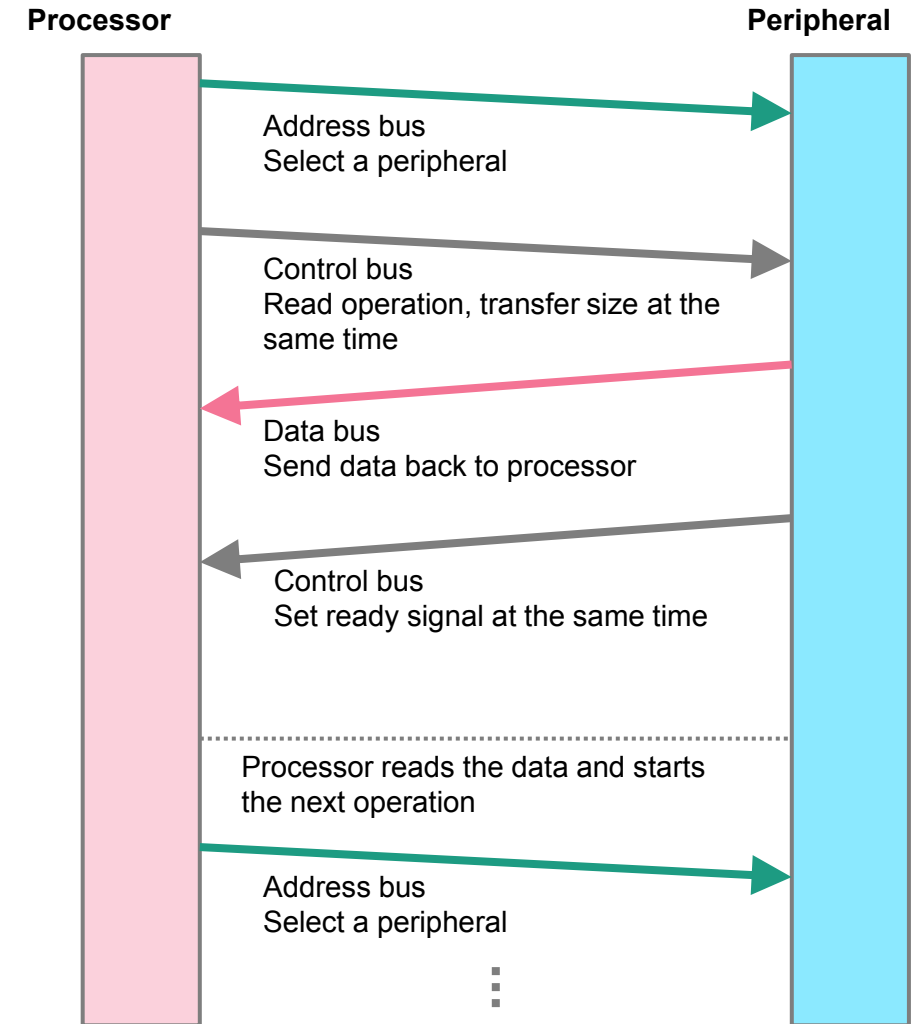 Processor
Peripheral
Address bus
Select a peripheral
Control bus
Read operation, transfer size at the
same time
Data bus
Send data back to processor
Control bus
Set ready signal at the same time
Processor reads the data and starts
the next operation
Address bus
Select a peripheral